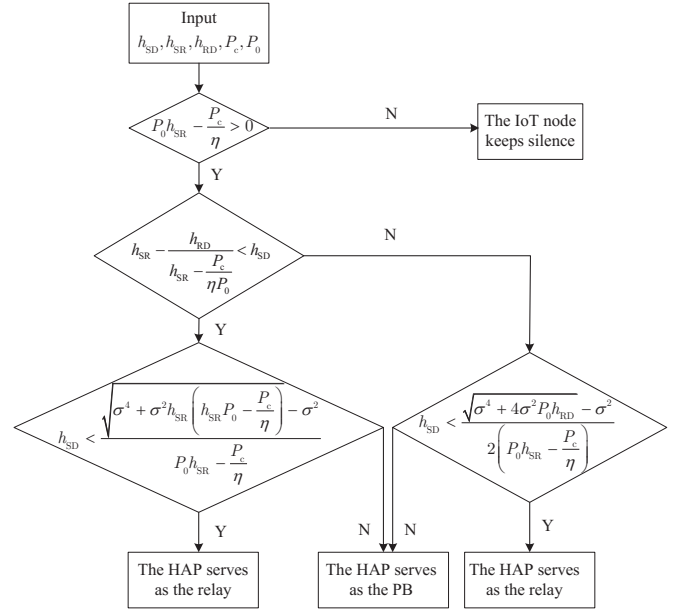 Input
h_SD, h_SR, h_RD, P_c, P_0
P_0 h_SR − P_c/η > 0
N
The IoT node
keeps silence
Y
h_SR − h_RD/(h_SR − P_c/(ηP_0)) < h_SD
N
Y
h_SD < (√(σ^4 + σ^2 h_SR (h_SR P_0 − P_c/η)) − σ^2)/(P_0 h_SR − P_c/η)
h_SD < (√(σ^4 + 4σ^2 P_0 h_RD) − σ^2)/(2(P_0 h_SR − P_c/η))
Y
N
N
Y
The HAP serves
as the relay
The HAP serves
as the PB
The HAP serves
as the relay